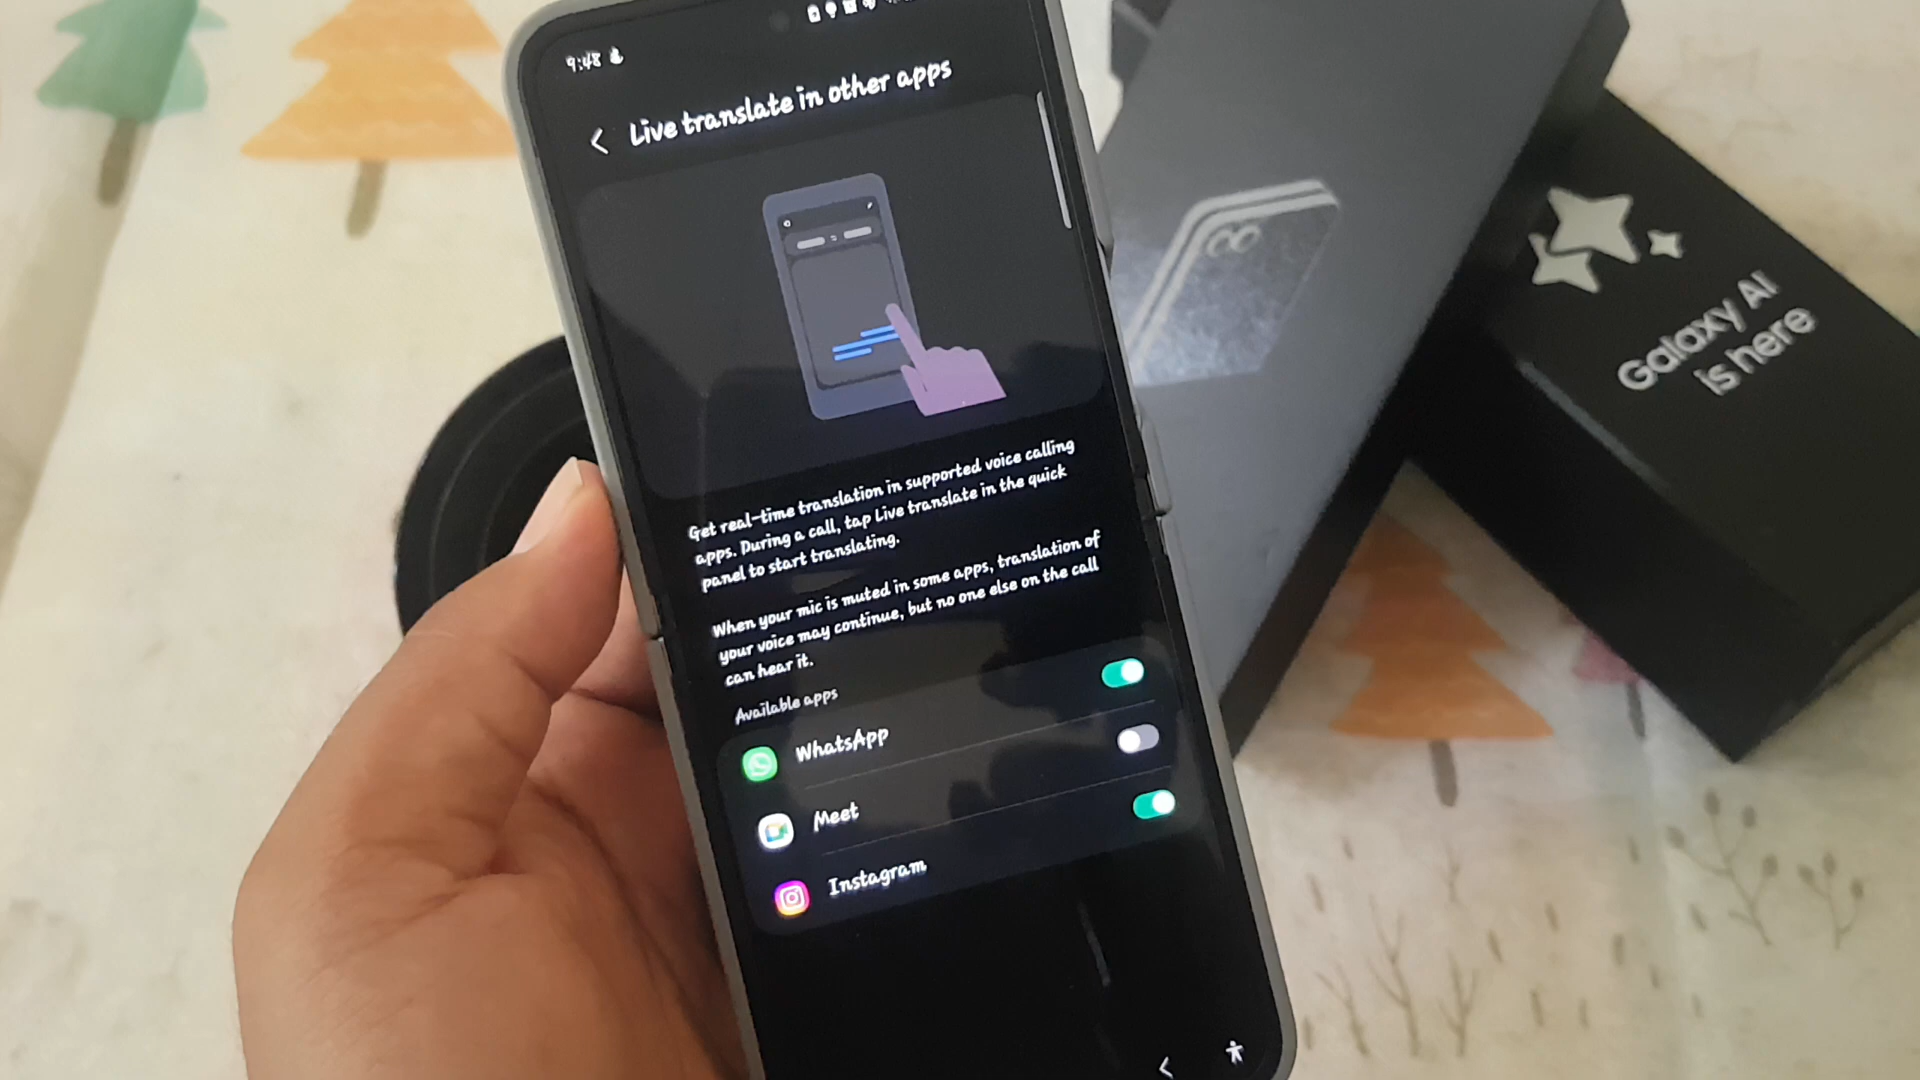 9:48
Live translate in other apps
Get real-time translation in supported voice calling
apps. During a call, tap Live translate in the quick
panel to start translating.
When your mic is muted in some apps, translation of
your voice may continue, but no one else on the call
can hear it.
Available apps
WhatsApp
Meet
Instagram
Galaxy AI
is here